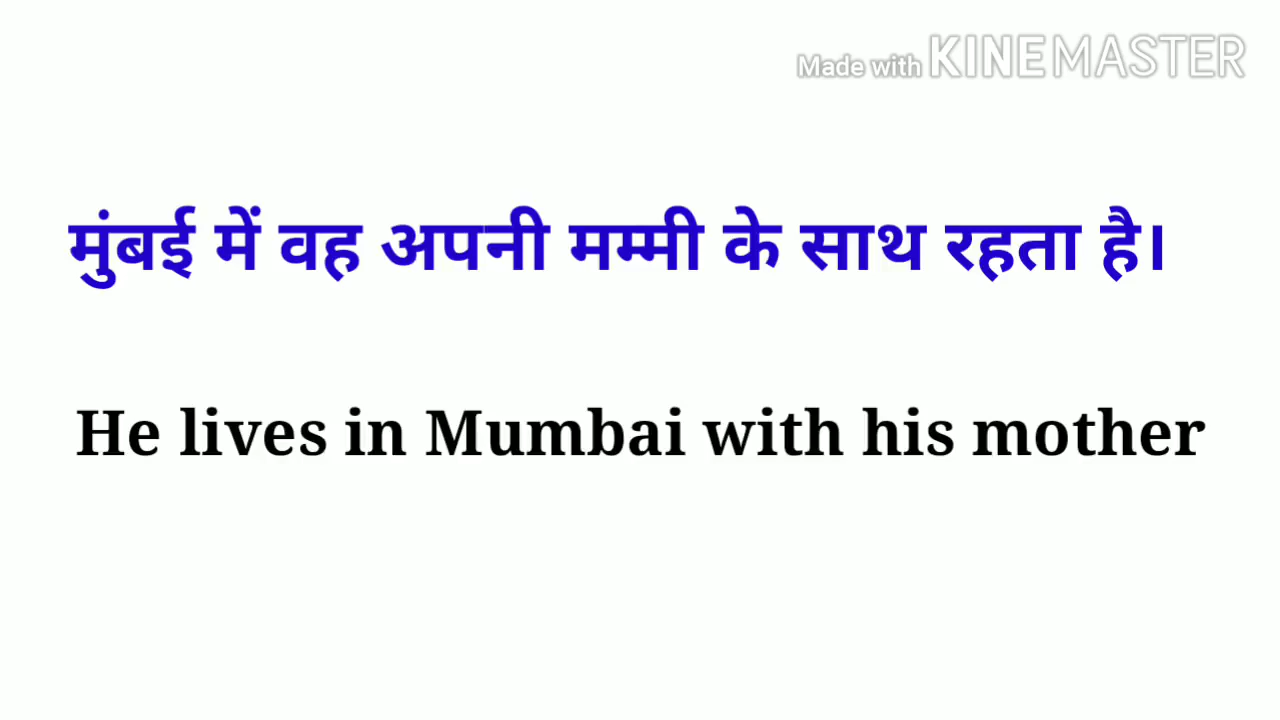 Made with KINEMASTER
मुंबई में वह अपनी मम्मी के साथ रहता है।
He lives in Mumbai with his mother